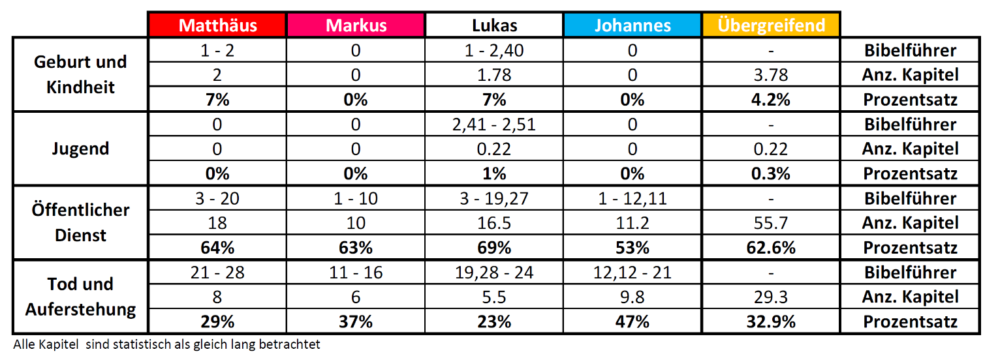 Matthäus Markus Lukas Johannes Übergreifend
Geburt und Kindheit
1 - 2 0 1 - 2,40 0 - Bibelführer
2 0 1.78 0 3.78 Anz. Kapitel
7% 0% 7% 0% 4.2% Prozentsatz
Jugend
0 0 2,41 - 2,51 0 - Bibelführer
0 0 0.22 0 0.22 Anz. Kapitel
0% 0% 1% 0% 0.3% Prozentsatz
Öffentlicher Dienst
3 - 20 1 - 10 3 - 19,27 1 - 12,11 - Bibelführer
18 10 16.5 11.2 55.7 Anz. Kapitel
64% 63% 69% 53% 62.6% Prozentsatz
Tod und Auferstehung
21 - 28 11 - 16 19,28 - 24 12,12 - 21 - Bibelführer
8 6 5.5 9.8 29.3 Anz. Kapitel
29% 37% 23% 47% 32.9% Prozentsatz
Alle Kapitel  sind statistisch als gleich lang betrachtet